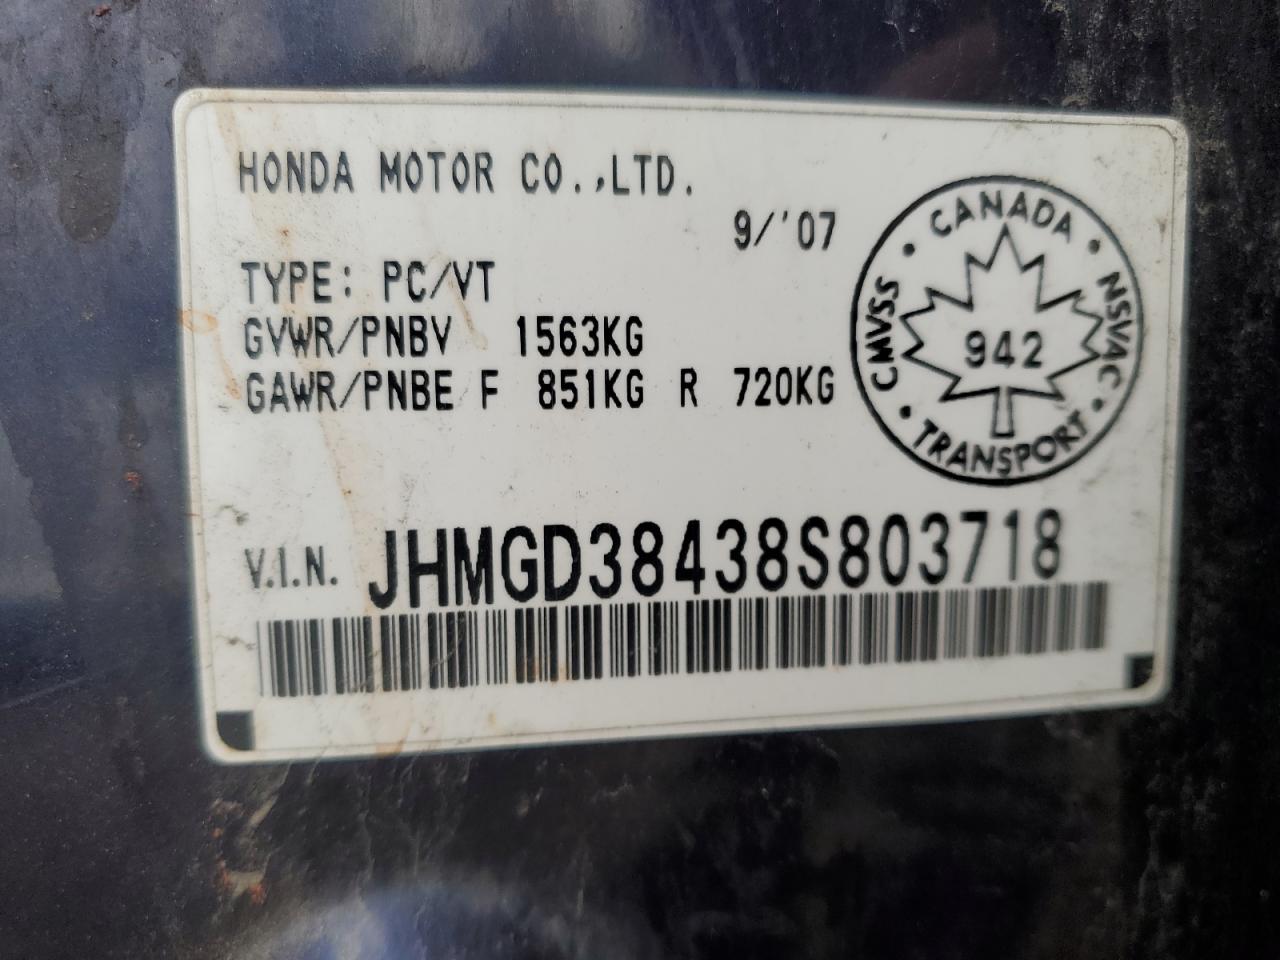 HONDA MOTOR CO.,LTD.
9/'07
TYPE: PC/VT
GVWR/PNBV 1563KG
GAWR/PNBE F 851KG R 720KG
CANADA
CMVSS
NSVAC
942
TRANSPORT
V.I.N. JHMGD38438S803718